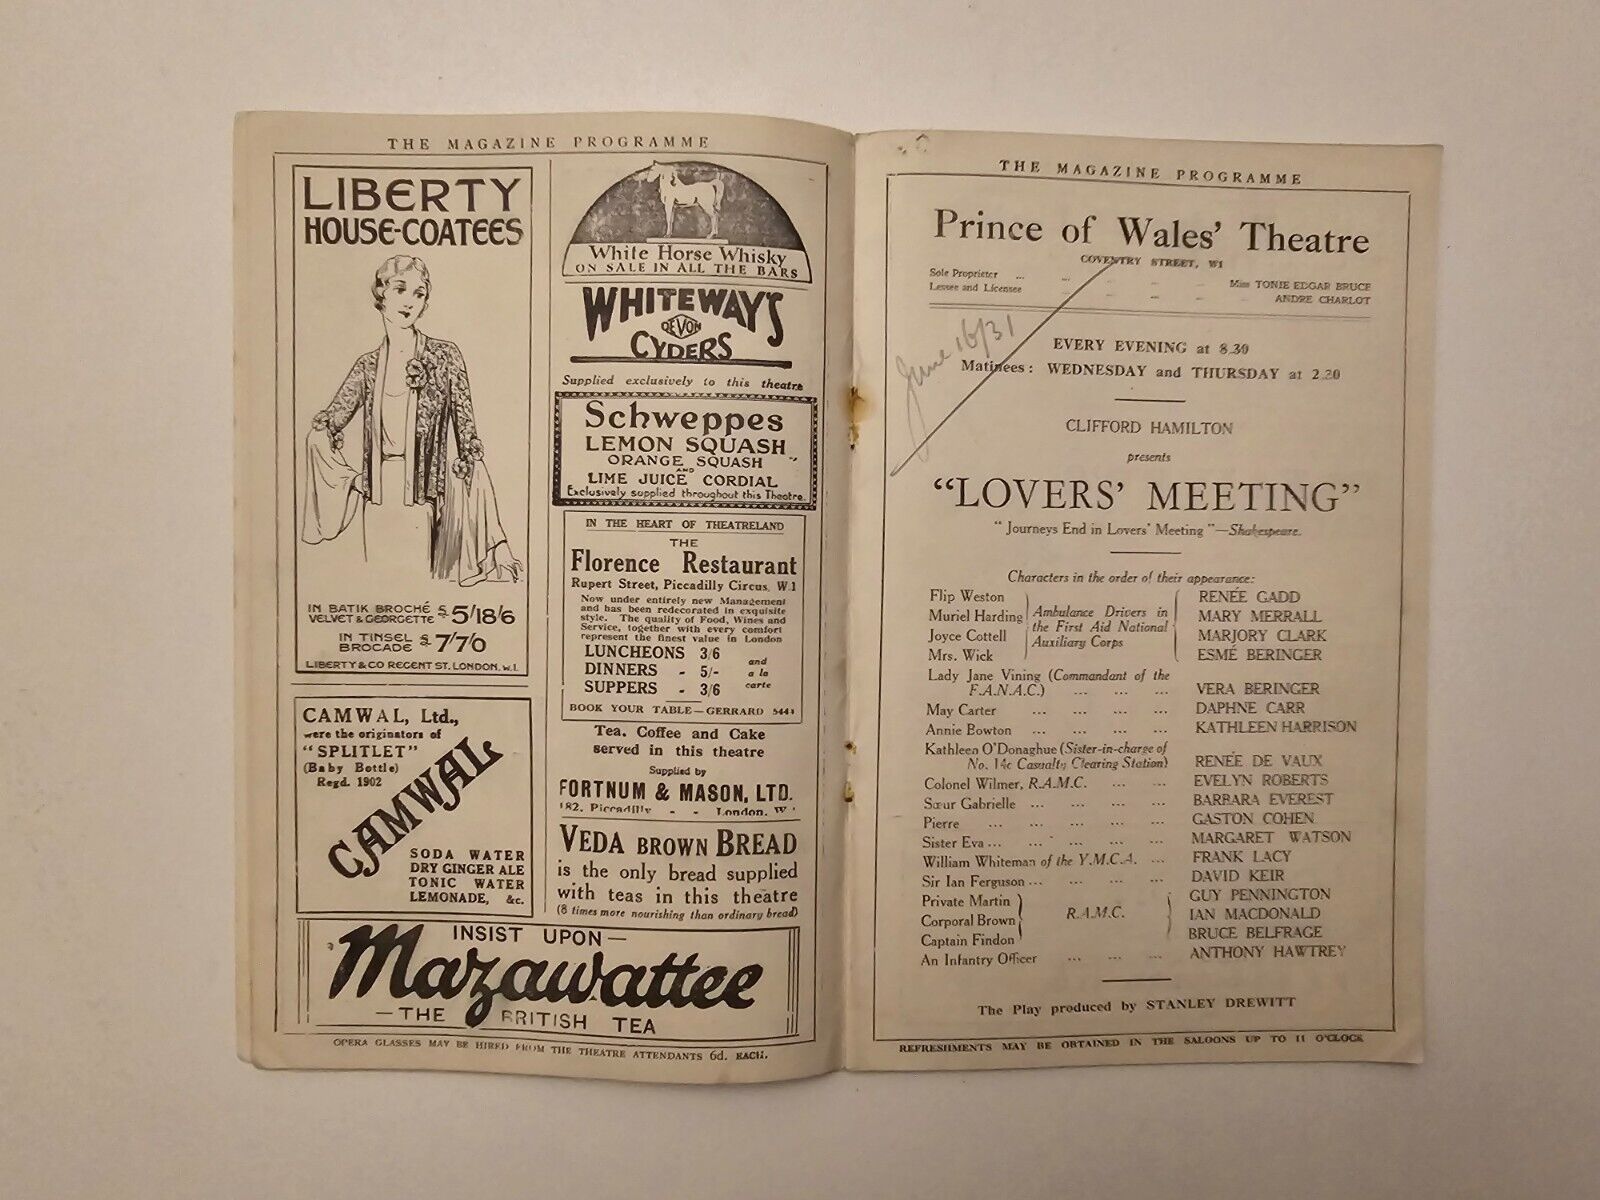 THE MAGAZINE PROGRAMME
LIBERTY
HOUSE-COATEES
IN BATIK BROCHÉ
VELVET & GEORGETTE 5/18/6
IN TINSEL
BROCADE 7/7/0
LIBERTY & CO REGENT ST. LONDON. W.1
CAMWAL, Ltd.,
were the originators of
"SPLITLET"
(Baby Bottle)
Regd. 1902
CAMWAL
SODA WATER
DRY GINGER ALE
TONIC WATER
LEMONADE, &c.
White Horse Whisky
ON SALE IN ALL THE BARS
WHITEWAY'S
DEVON
CYDERS
Supplied exclusively to this theatre
Schweppes
LEMON SQUASH
ORANGE SQUASH
AND
LIME JUICE CORDIAL
Exclusively supplied throughout this Theatre.
IN THE HEART OF THEATRELAND
THE
Florence Restaurant
Rupert Street, Piccadilly Circus, W.1
Now under entirely new Management
and has been redecorated in exquisite
style. The quality of Food, Wines and
Service, together with every comfort
represent the finest value in London
LUNCHEONS 3/6
DINNERS - 5/- and a la carte
SUPPERS - 3/6
BOOK YOUR TABLE—GERRARD
Tea, Coffee and Cake
served in this theatre
Supplied by
FORTNUM & MASON, LTD.
182, Piccadilly - - London, W
VEDA BROWN BREAD
is the only bread supplied
with teas in this theatre
(8 times more nourishing than ordinary bread)
INSIST UPON—
Mazawattee
—THE BRITISH TEA
OPERA GLASSES MAY BE HIRED FROM THE THEATRE ATTENDANTS 6d. EACH.
THE MAGAZINE PROGRAMME
Prince of Wales' Theatre
COVENTRY STREET, W1
Sole Proprietor ... ... Miss TONIE EDGAR BRUCE
Lessee and Licensee ANDRE CHARLOT
June 16/31
EVERY EVENING at 8.30
Matinees: WEDNESDAY and THURSDAY at 2.30
CLIFFORD HAMILTON
presents
"LOVERS' MEETING"
"Journeys End in Lovers' Meeting"—Shakespeare.
Characters in the order of their appearance:
Flip Weston RENÉE GADD
Muriel Harding Ambulance Drivers in MARY MERRALL
Joyce Cottell the First Aid National MARJORY CLARK
Mrs. Wick Auxiliary Corps ESMÉ BERINGER
Lady Jane Vining (Commandant of the
F.A.N.A.C.) ... ... ... VERA BERINGER
May Carter ... ... ... ... DAPHNE CARR
Annie Bowton ... ... ... ... KATHLEEN HARRISON
Kathleen O'Donaghue (Sister-in-charge of
No. 14c Casualty Clearing Station) RENÉE DE VAUX
Colonel Wilmer, R.A.M.C. ... ... EVELYN ROBERTS
Sœur Gabrielle ... ... ... ... BARBARA EVEREST
Pierre ... ... ... ... ... GASTON COHEN
Sister Eva ... ... ... ... ... MARGARET WATSON
William Whiteman of the Y.M.C.A. ... FRANK LACY
Sir Ian Ferguson ... ... ... ... DAVID KEIR
Private Martin GUY PENNINGTON
Corporal Brown R.A.M.C. IAN MACDONALD
Captain Findon BRUCE BELFRAGE
An Infantry Officer ... ... ... ANTHONY HAWTREY
The Play produced by STANLEY DREWITT
REFRESHMENTS MAY BE OBTAINED IN THE SALOONS UP TO 11 O'CLOCK